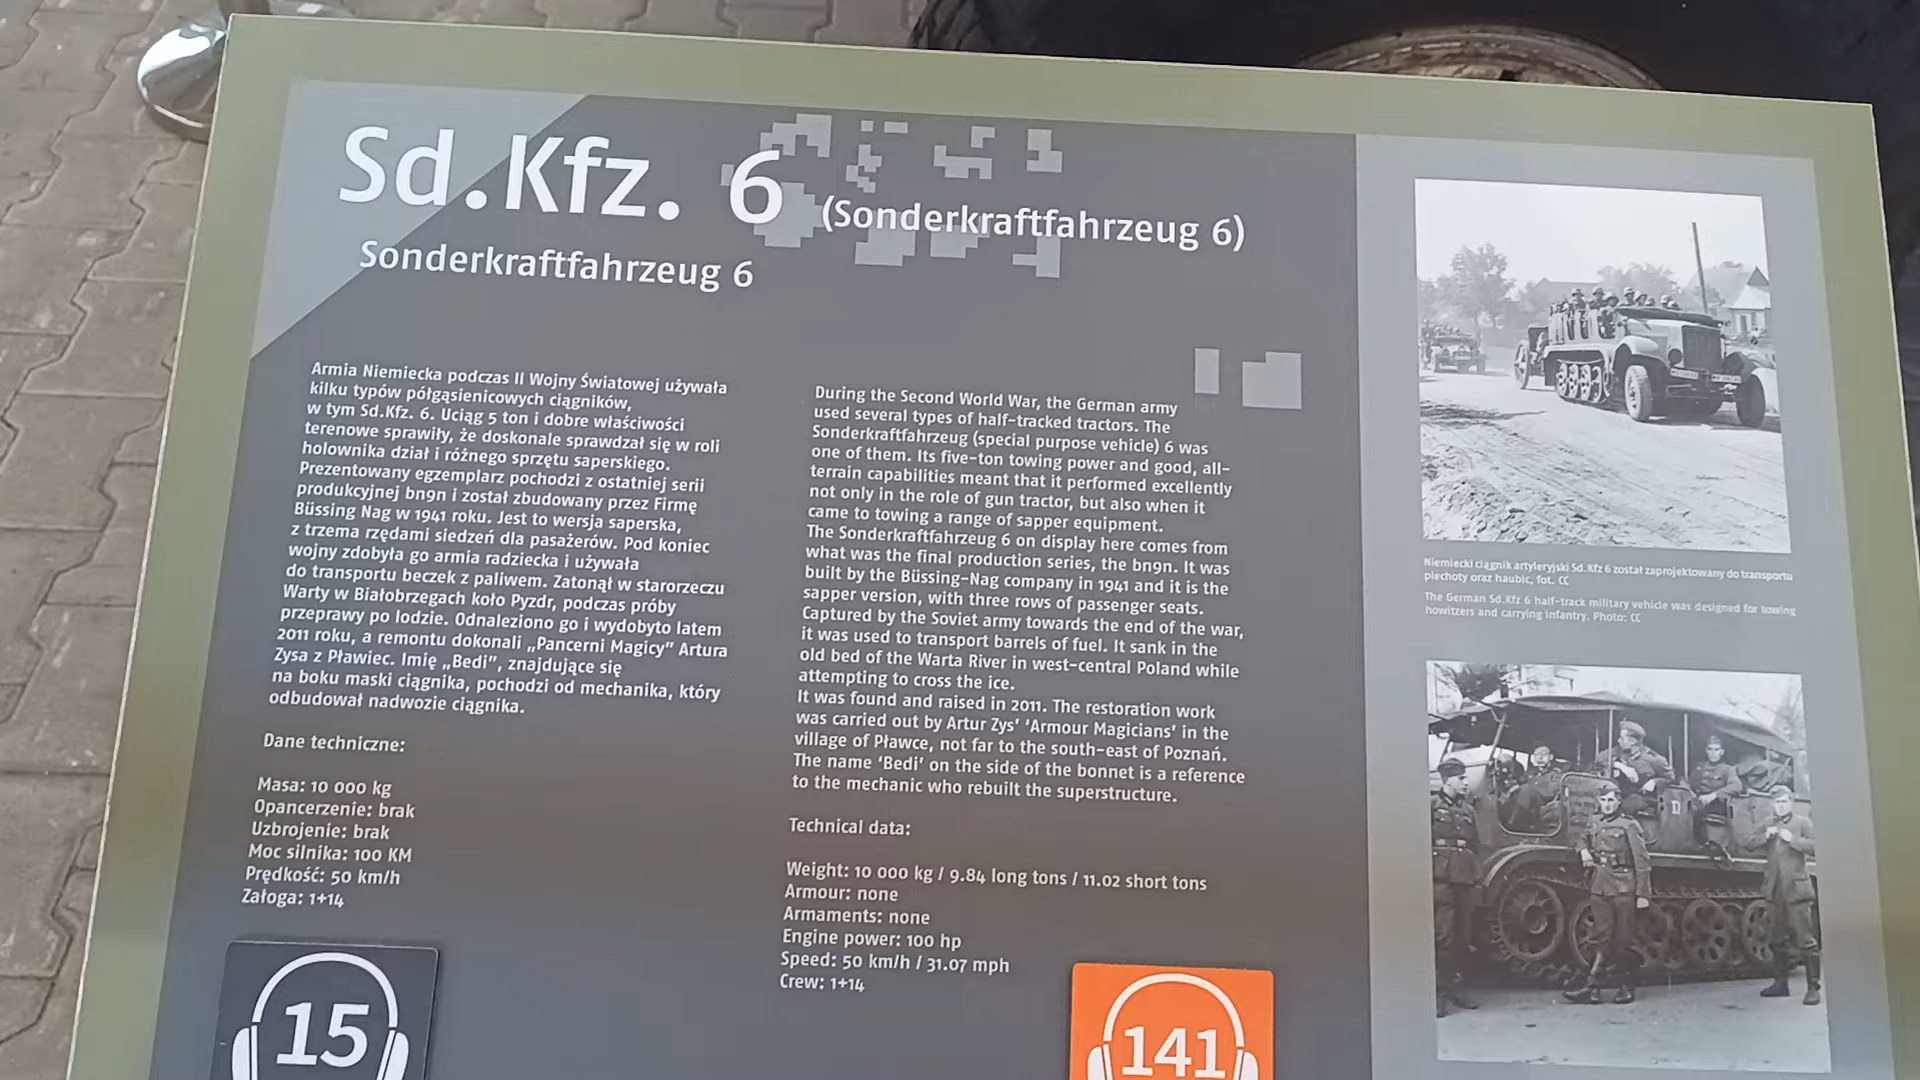 Sd.Kfz. 6 (Sonderkraftfahrzeug 6)
Sonderkraftfahrzeug 6
Armia Niemiecka podczas II Wojny Światowej używała
kilku typów półgąsienicowych ciągników,
w tym Sd.Kfz. 6. Uciąg 5 ton i dobre właściwości
terenowe sprawiły, że doskonale sprawdzał się w roli
holownika dział i różnego sprzętu saperskiego.
Prezentowany egzemplarz pochodzi z ostatniej serii
produkcyjnej bn9n i został zbudowany przez Firmę
Büssing Nag w 1941 roku. Jest to wersja saperska,
z trzema rzędami siedzeń dla pasażerów. Pod koniec
wojny zdobyła go armia radziecka i używała
do transportu beczek z paliwem. Zatonął w starorzeczu
Warty w Białobrzegach koło Pyzdr, podczas próby
przeprawy po lodzie. Odnaleziono go i wydobyto latem
2011 roku, a remontu dokonali „Pancerni Magicy” Artura
Zysa z Pławiec. Imię „Bedi”, znajdujące się
na boku maski ciągnika, pochodzi od mechanika, który
odbudował nadwozie ciągnika.
Dane techniczne:
Masa: 10 000 kg
Opancerzenie: brak
Uzbrojenie: brak
Moc silnika: 100 KM
Prędkość: 50 km/h
Załoga: 1+14
15
During the Second World War, the German army
used several types of half-tracked tractors. The
Sonderkraftfahrzeug (special purpose vehicle) 6 was
one of them. Its five-ton towing power and good, all-
terrain capabilities meant that it performed excellently
not only in the role of gun tractor, but also when it
came to towing a range of sapper equipment.
The Sonderkraftfahrzeug 6 on display here comes from
what was the final production series, the bn9n. It was
built by the Büssing-Nag company in 1941 and it is the
sapper version, with three rows of passenger seats.
Captured by the Soviet army towards the end of the war,
it was used to transport barrels of fuel. It sank in the
old bed of the Warta River in west-central Poland while
attempting to cross the ice.
It was found and raised in 2011. The restoration work
was carried out by Artur Zys’ ‘Armour Magicians’ in the
village of Pławce, not far to the south-east of Poznań.
The name ‘Bedi’ on the side of the bonnet is a reference
to the mechanic who rebuilt the superstructure.
Technical data:
Weight: 10 000 kg / 9.84 long tons / 11.02 short tons
Armour: none
Armaments: none
Engine power: 100 hp
Speed: 50 km/h / 31.07 mph
Crew: 1+14
141
Niemiecki ciągnik artyleryjski Sd.Kfz 6 został zaprojektowany do transportu
piechoty oraz haubic, fot. CC
The German Sd.Kfz 6 half-track military vehicle was designed for towing
howitzers and carrying infantry. Photo: CC